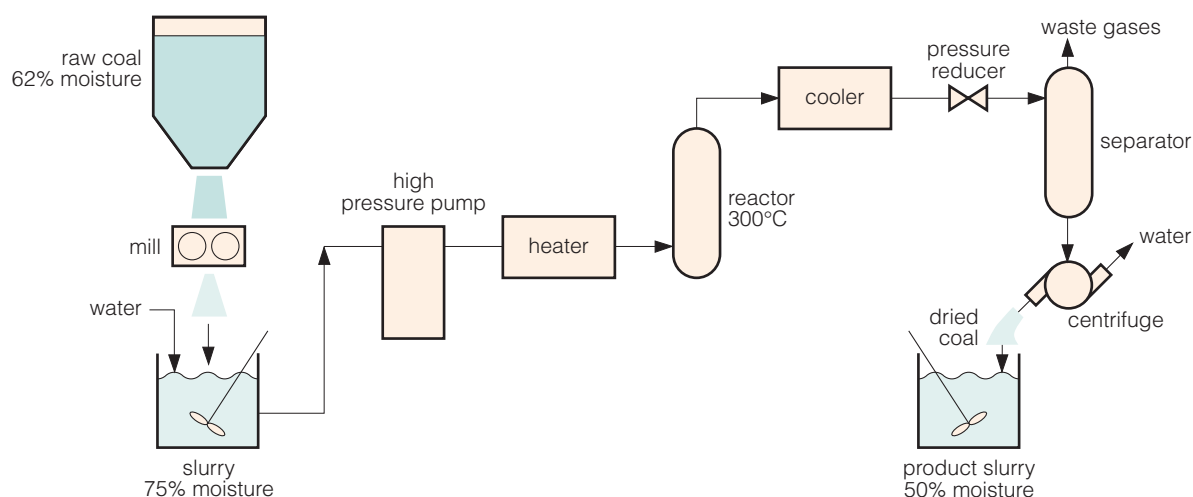 raw coal
62% moisture
mill
water
slurry
75% moisture
high
pressure pump
heater
reactor
300°C
cooler
pressure
reducer
waste gases
separator
water
centrifuge
dried
coal
product slurry
50% moisture